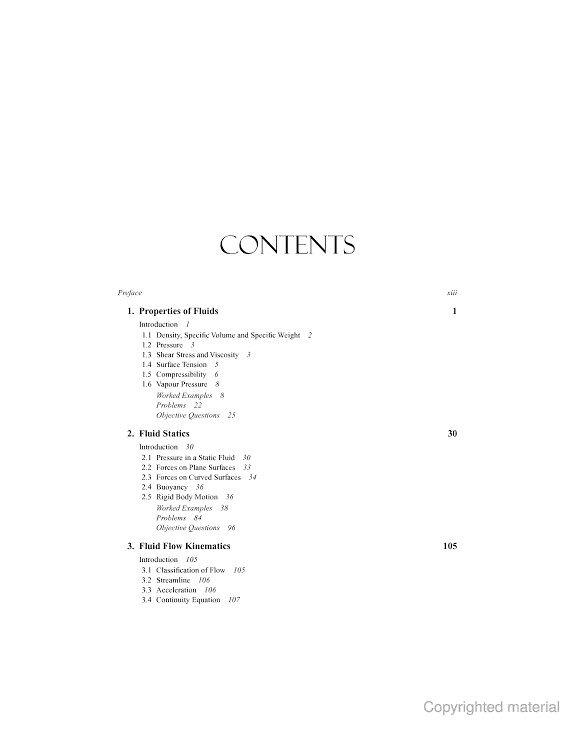 CONTENTS
Preface xiii
1. Properties of Fluids 1
Introduction 1
1.1 Density, Specific Volume and Specific Weight 2
1.2 Pressure 3
1.3 Shear Stress and Viscosity 3
1.4 Surface Tension 5
1.5 Compressibility 6
1.6 Vapour Pressure 8
Worked Examples 8
Problems 22
Objective Questions 25
2. Fluid Statics 30
Introduction 30
2.1 Pressure in a Static Fluid 30
2.2 Forces on Plane Surfaces 33
2.3 Forces on Curved Surfaces 34
2.4 Buoyancy 36
2.5 Rigid Body Motion 36
Worked Examples 38
Problems 84
Objective Questions 96
3. Fluid Flow Kinematics 105
Introduction 105
3.1 Classification of Flow 105
3.2 Streamline 106
3.3 Acceleration 106
3.4 Continuity Equation 107
Copyrighted material